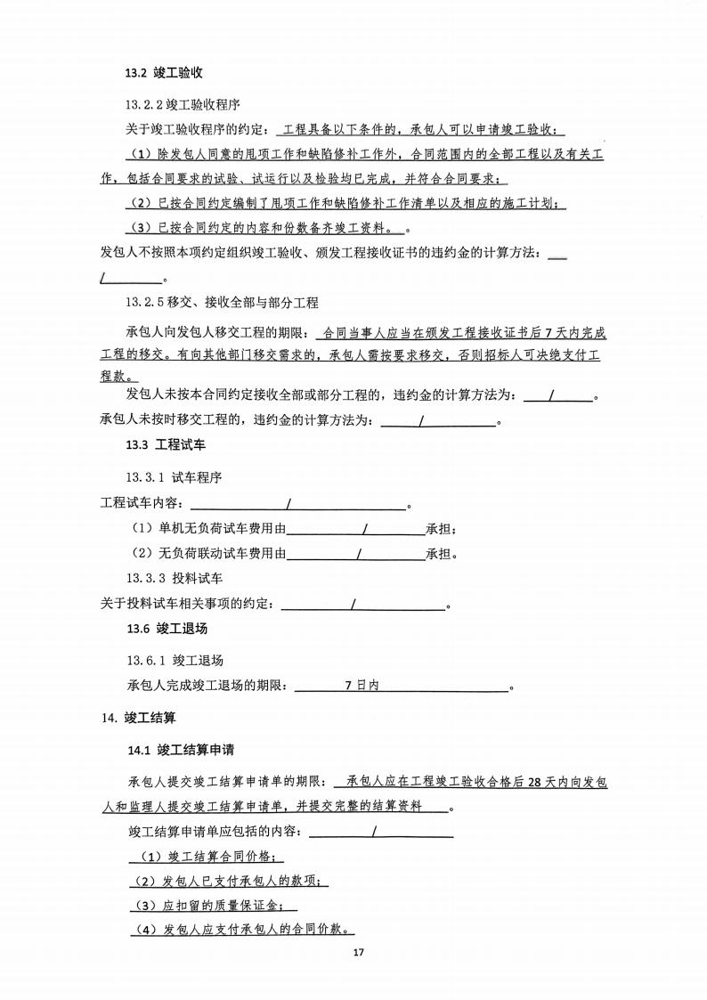 13.2 竣工验收
13.2.2竣工验收程序
关于竣工验收程序的约定： 工程具备以下条件的，承包人可以申请竣工验收：
（1）除发包人同意的甩项工作和缺陷修补工作外，合同范围内的全部工程以及有关工
作，包括合同要求的试验、试运行以及检验均已完成，并符合合同要求；
（2）已按合同约定编制了甩项工作和缺陷修补工作清单以及相应的施工计划；
（3）已按合同约定的内容和份数备齐竣工资料。 。
发包人不按照本项约定组织竣工验收、颁发工程接收证书的违约金的计算方法：
/ 。
13.2.5移交、接收全部与部分工程
承包人向发包人移交工程的期限： 合同当事人应当在颁发工程接收证书后 7 天内完成
工程的移交。有向其他部门移交需求的，承包人需按要求移交，否则招标人可决绝支付工
程款。
发包人未按本合同约定接收全部或部分工程的，违约金的计算方法为： / 。
承包人未按时移交工程的，违约金的计算方法为： / 。
13.3 工程试车
13.3.1 试车程序
工程试车内容： / 。
（1）单机无负荷试车费用由 / 承担；
（2）无负荷联动试车费用由 / 承担。
13.3.3 投料试车
关于投料试车相关事项的约定： / 。
13.6 竣工退场
13.6.1 竣工退场
承包人完成竣工退场的期限： 7 日内 。
14. 竣工结算
14.1 竣工结算申请
承包人提交竣工结算申请单的期限： 承包人应在工程竣工验收合格后 28 天内向发包
人和监理人提交竣工结算申请单，并提交完整的结算资料 。
竣工结算申请单应包括的内容： /
（1）竣工结算合同价格；
（2）发包人已支付承包人的款项；
（3）应扣留的质量保证金；
（4）发包人应支付承包人的合同价款。
17